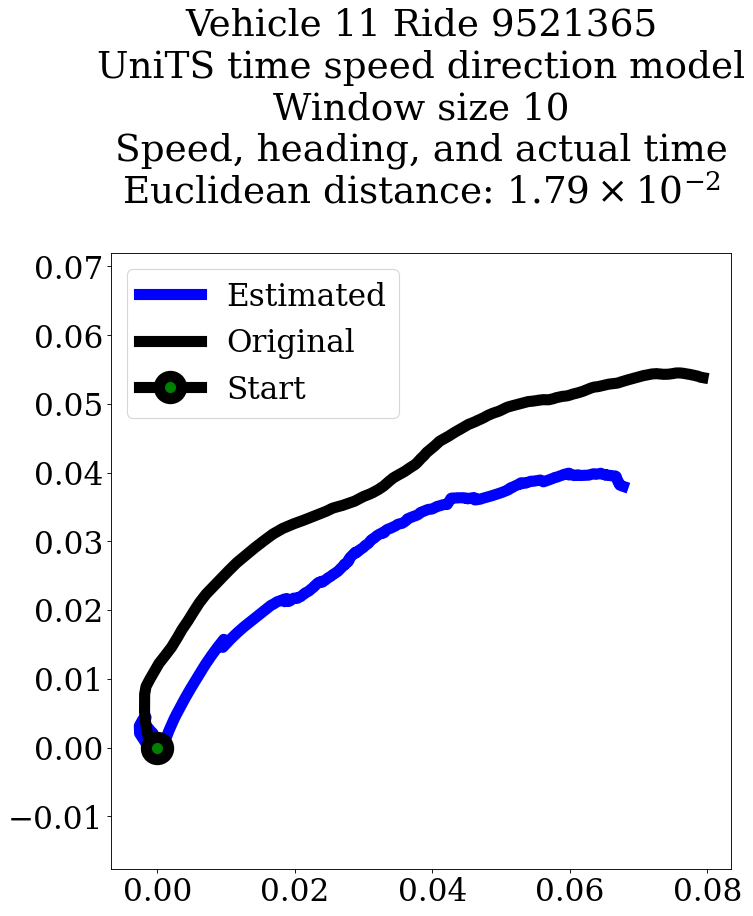 Vehicle 11 Ride 9521365
UniTS time speed direction model
Window size 10
Speed, heading, and actual time
Euclidean distance: 1.79 × 10⁻²
0.07
0.06
0.05
0.04
0.03
0.02
0.01
0.00
−0.01
Estimated
Original
Start
0.00 0.02 0.04 0.06 0.08